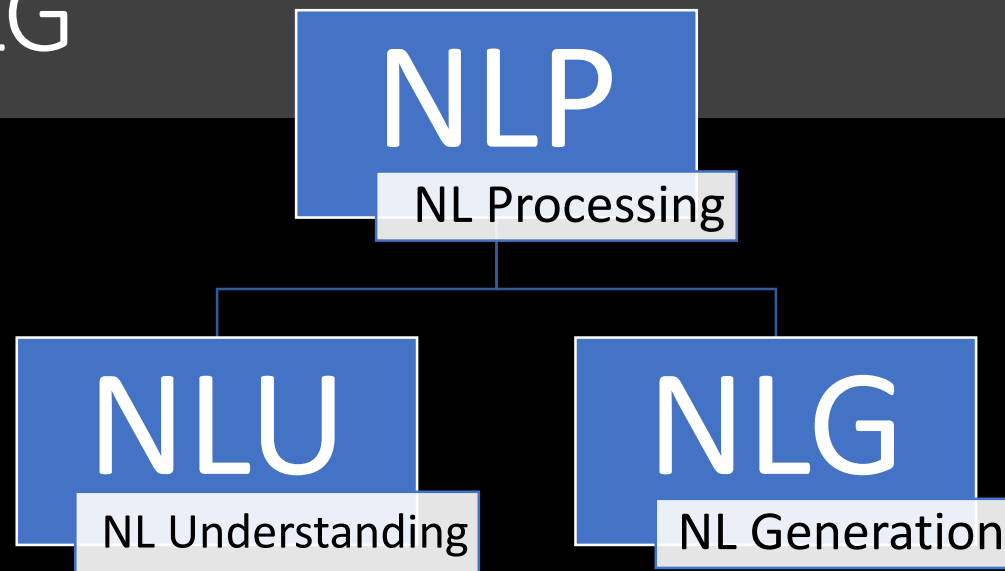 G
NLP
NL Processing
NLU
NL Understanding
NLG
NL Generation